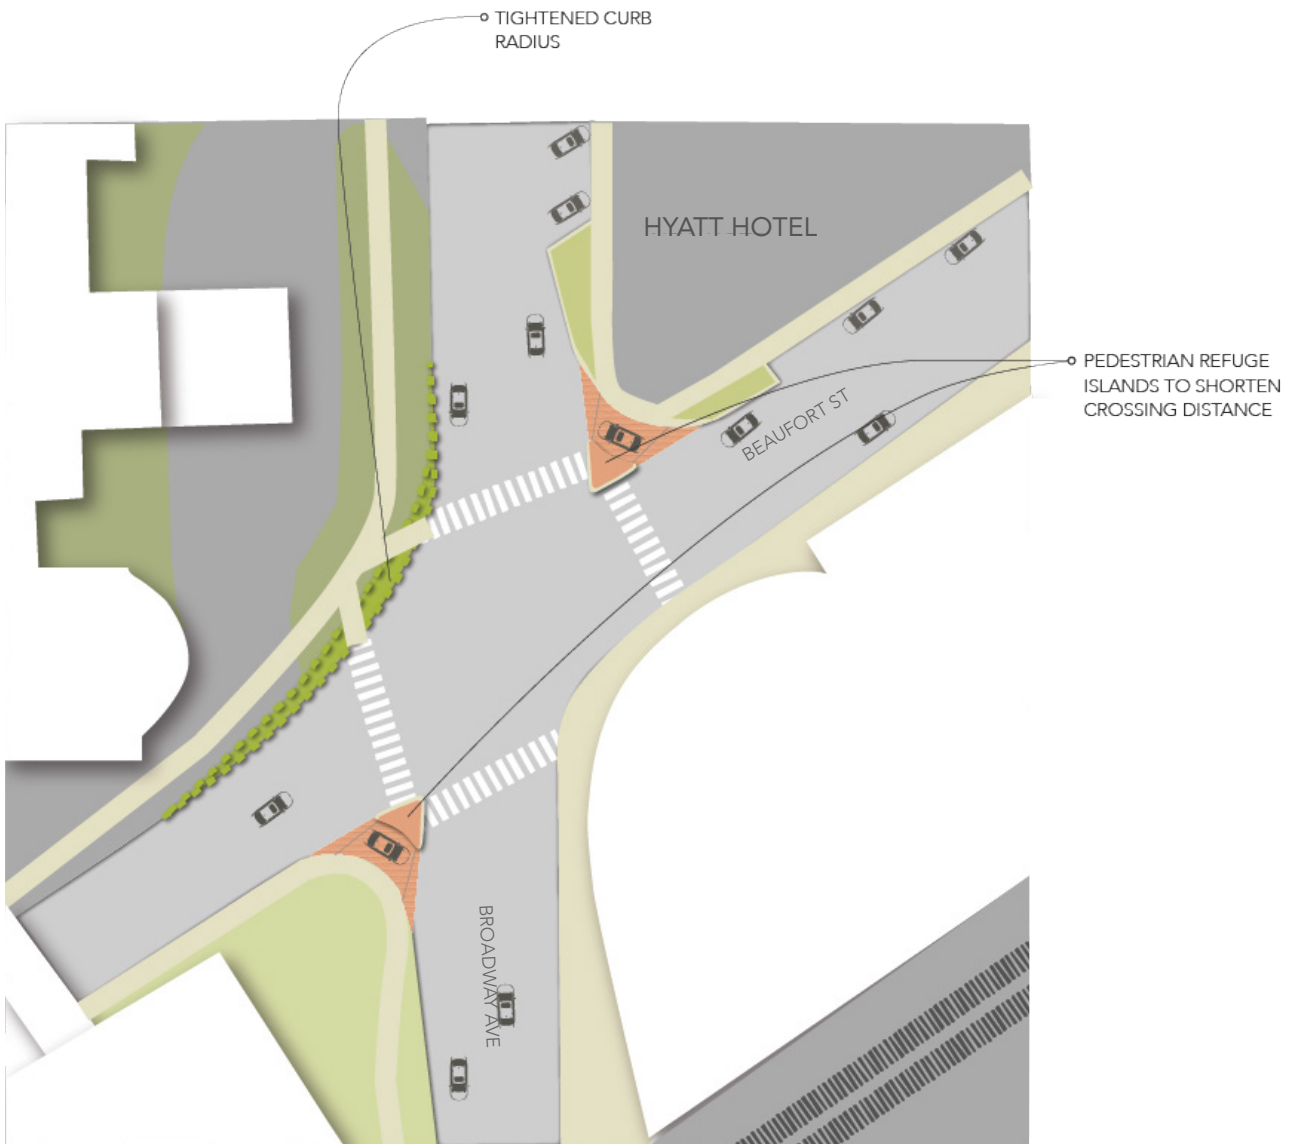 TIGHTENED CURB
RADIUS
HYATT HOTEL
PEDESTRIAN REFUGE
ISLANDS TO SHORTEN
CROSSING DISTANCE
BEAUFORT ST
BROADWAY AVE